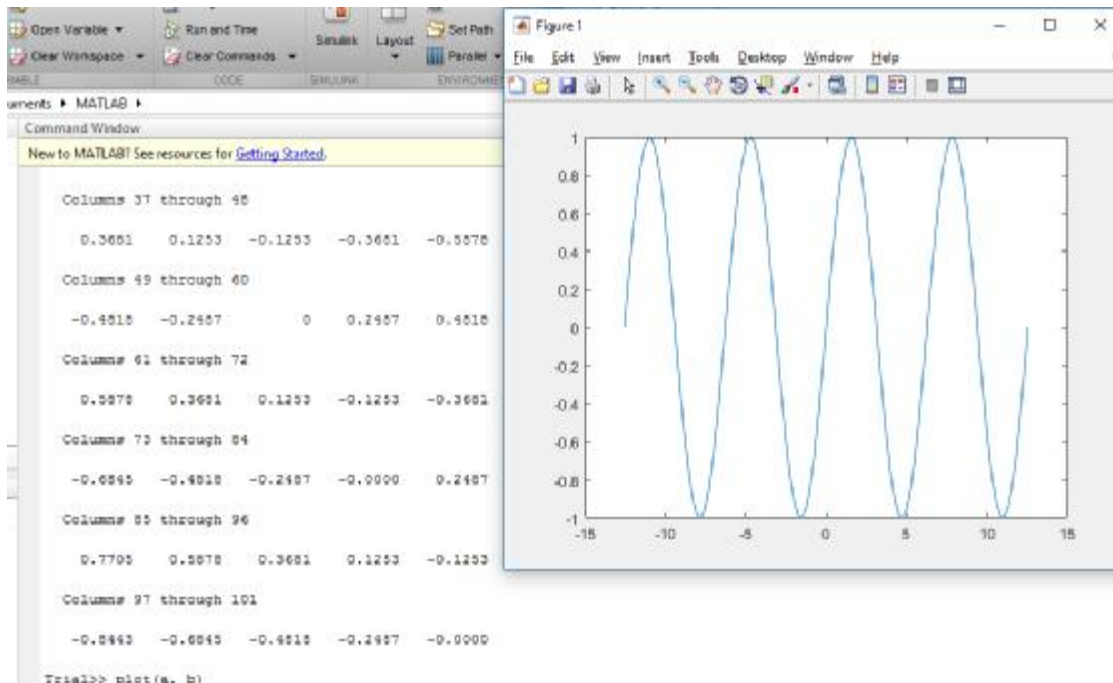 Open Variable
Run and Time
Simulink
Layout
Set Path
Clear Workspace
Clear Commands
Parallel
CODE
SIMULINK
MATLAB
Command Window
New to MATLAB? See resources for Getting Started.
Columns 37 through 48
0.3681 0.1253 -0.1253 -0.3681 -0.5878
Columns 49 through 60
-0.4818 -0.2487 0 0.2487 0.4818
Columns 61 through 72
0.5878 0.3681 0.1253 -0.1253 -0.3681
Columns 73 through 84
-0.6845 -0.4818 -0.2487 -0.0000 0.2487
Columns 85 through 96
0.7705 0.5878 0.3681 0.1253 -0.1253
Columns 97 through 101
-0.8443 -0.6845 -0.4818 -0.2487 -0.0000
Trial>> plot(a, b)
Figure 1
File Edit View Insert Tools Desktop Window Help
1
0.8
0.6
0.4
0.2
0
-0.2
-0.4
-0.6
-0.8
-1
-15 -10 -5 0 5 10 15